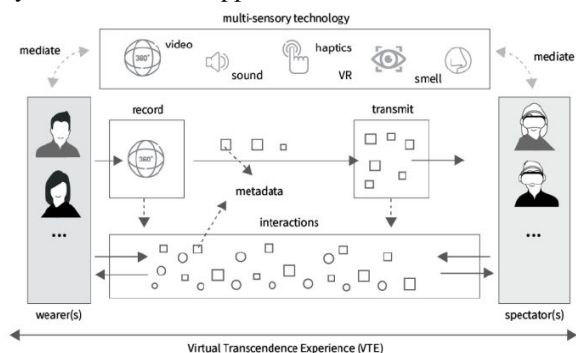 multi-sensory technology
mediate
360°
video
sound
haptics
VR
smell
mediate
record
360°
transmit
metadata
interactions
...
...
wearer(s)
spectator(s)
Virtual Transcendence Experience (VTE)